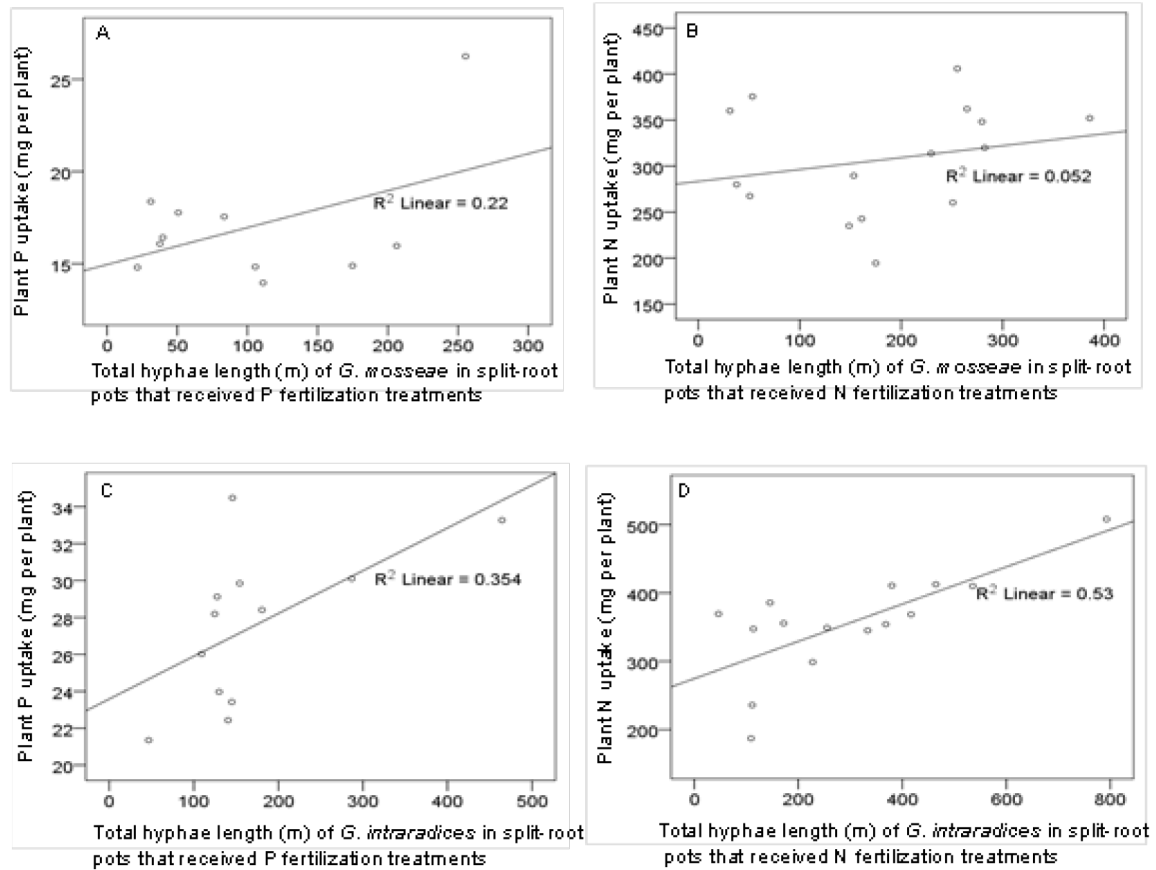 A
Plant P uptake (mg per plant)
25
20
15
R² Linear = 0.22
0 50 100 150 200 250 300
Total hyphae length (m) of G. mosseae in split-root
pots that received P fertilization treatments
B
Plant N uptake (mg per plant)
450
400
350
300
250
200
150
R² Linear = 0.052
0 100 200 300 400
Total hyphae length (m) of G. mosseae in split-root
pots that received N fertilization treatments
C
Plant P uptake (mg per plant)
34
32
30
28
26
24
22
20
R² Linear = 0.354
0 100 200 300 400 500
Total hyphae length (m) of G. intraradices in split-root
pots that received P fertilization treatments
D
Plant N uptake (mg per plant)
500
400
300
200
R² Linear = 0.53
0 200 400 600 800
Total hyphae length (m) of G. intraradices in split-root
pots that received N fertilization treatments